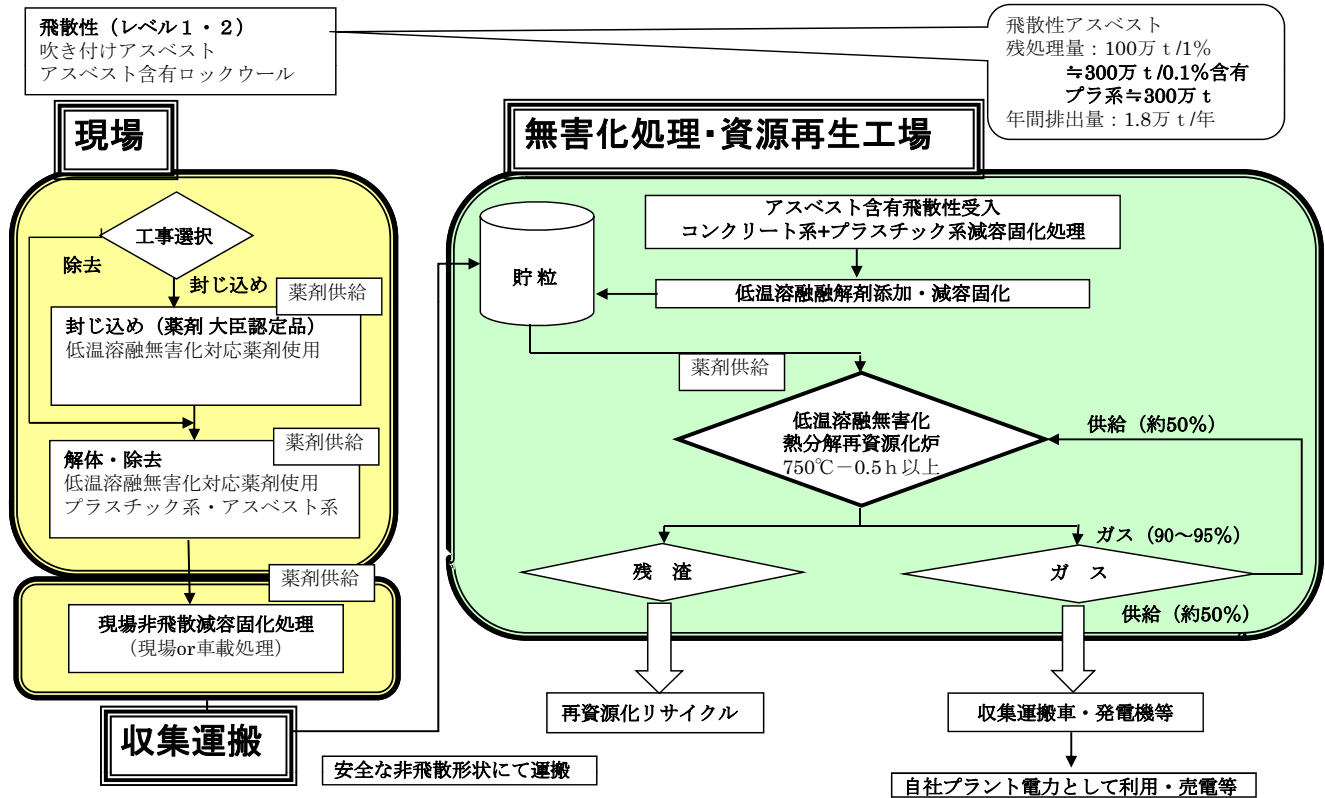 飛散性（レベル１・２）
吹き付けアスベスト
アスベスト含有ロックウール
飛散性アスベスト
残処理量：100万ｔ/1％
≒300万ｔ/0.1%含有
プラ系≒300万ｔ
年間排出量：1.8万ｔ/年
現場
無害化処理・資源再生工場
工事選択
除去
封じ込め
薬剤供給
封じ込め（薬剤 大臣認定品）
低温溶融無害化対応薬剤使用
薬剤供給
解体・除去
低温溶融無害化対応薬剤使用
プラスチック系・アスベスト系
薬剤供給
現場非飛散減容固化処理
（現場or車載処理）
収集運搬
安全な非飛散形状にて運搬
アスベスト含有飛散性受入
コンクリート系+プラスチック系減容固化処理
貯 粒
低温溶融融解剤添加・減容固化
薬剤供給
低温溶融無害化
熱分解再資源化炉
750℃－0.5ｈ以上
供給（約50%）
ガス（90～95%）
残　渣
ガ　ス
供給（約50%）
再資源化リサイクル
収集運搬車・発電機等
自社プラント電力として利用・売電等